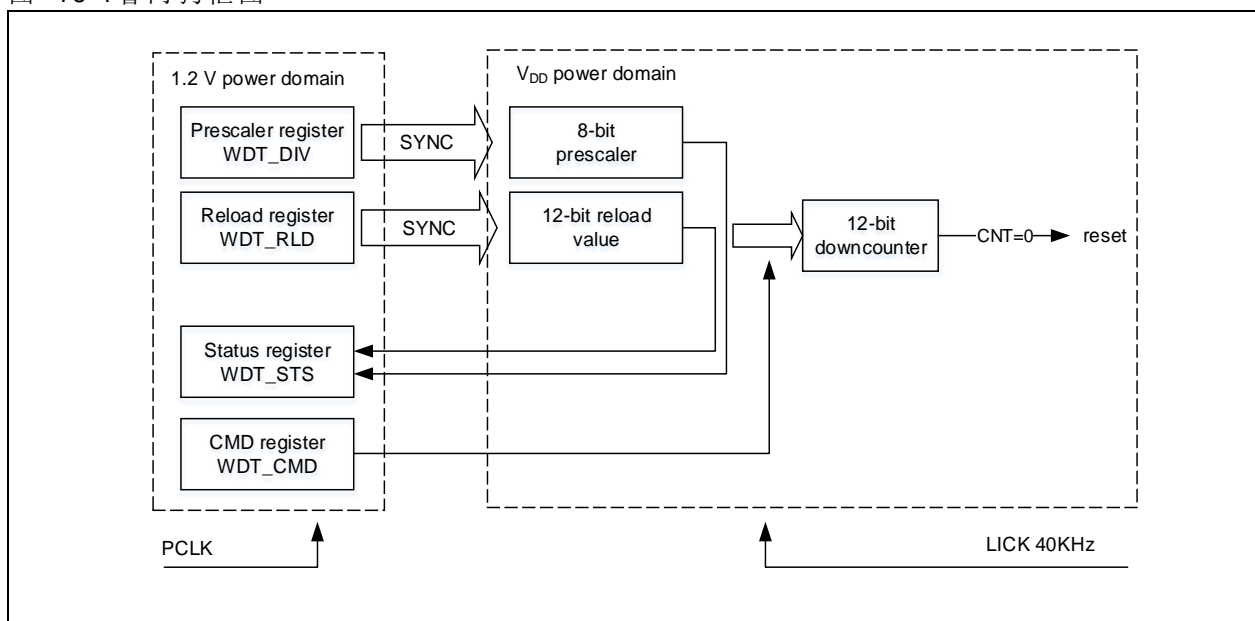 1.2 V power domain
VDD power domain
Prescaler register
WDT_DIV
SYNC
8-bit
prescaler
Reload register
WDT_RLD
SYNC
12-bit reload
value
12-bit
downcounter
CNT=0
reset
Status register
WDT_STS
CMD register
WDT_CMD
PCLK
LICK 40KHz